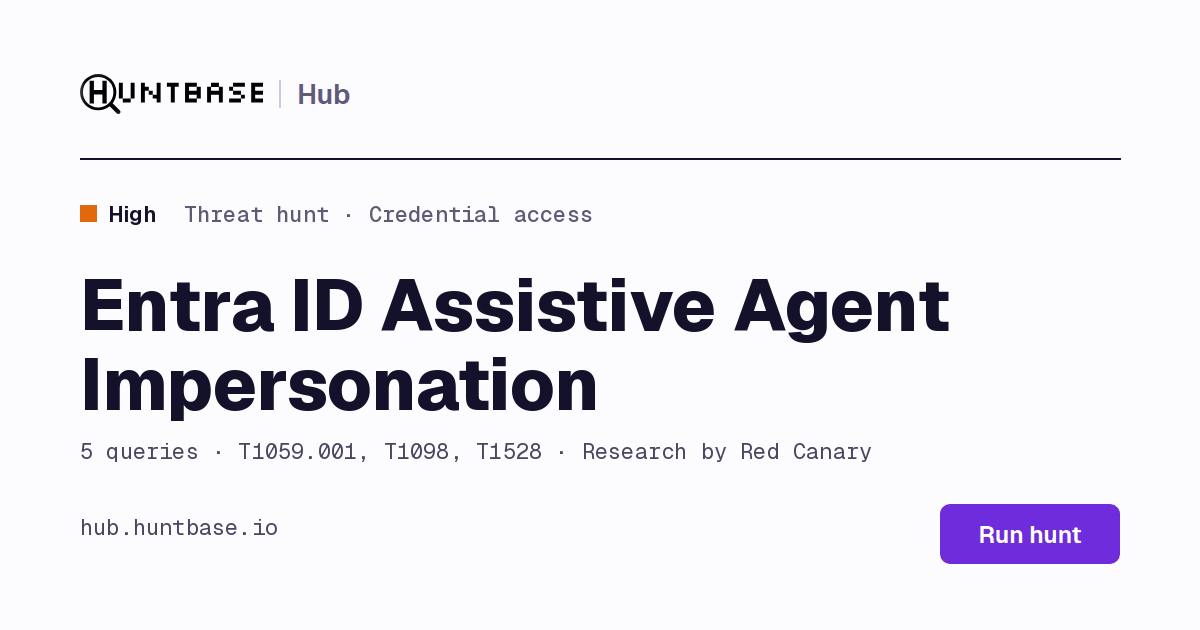 HUNTBASE Hub
High Threat hunt · Credential access
Entra ID Assistive Agent
Impersonation
5 queries · T1059.001, T1098, T1528 · Research by Red Canary
hub.huntbase.io
Run hunt